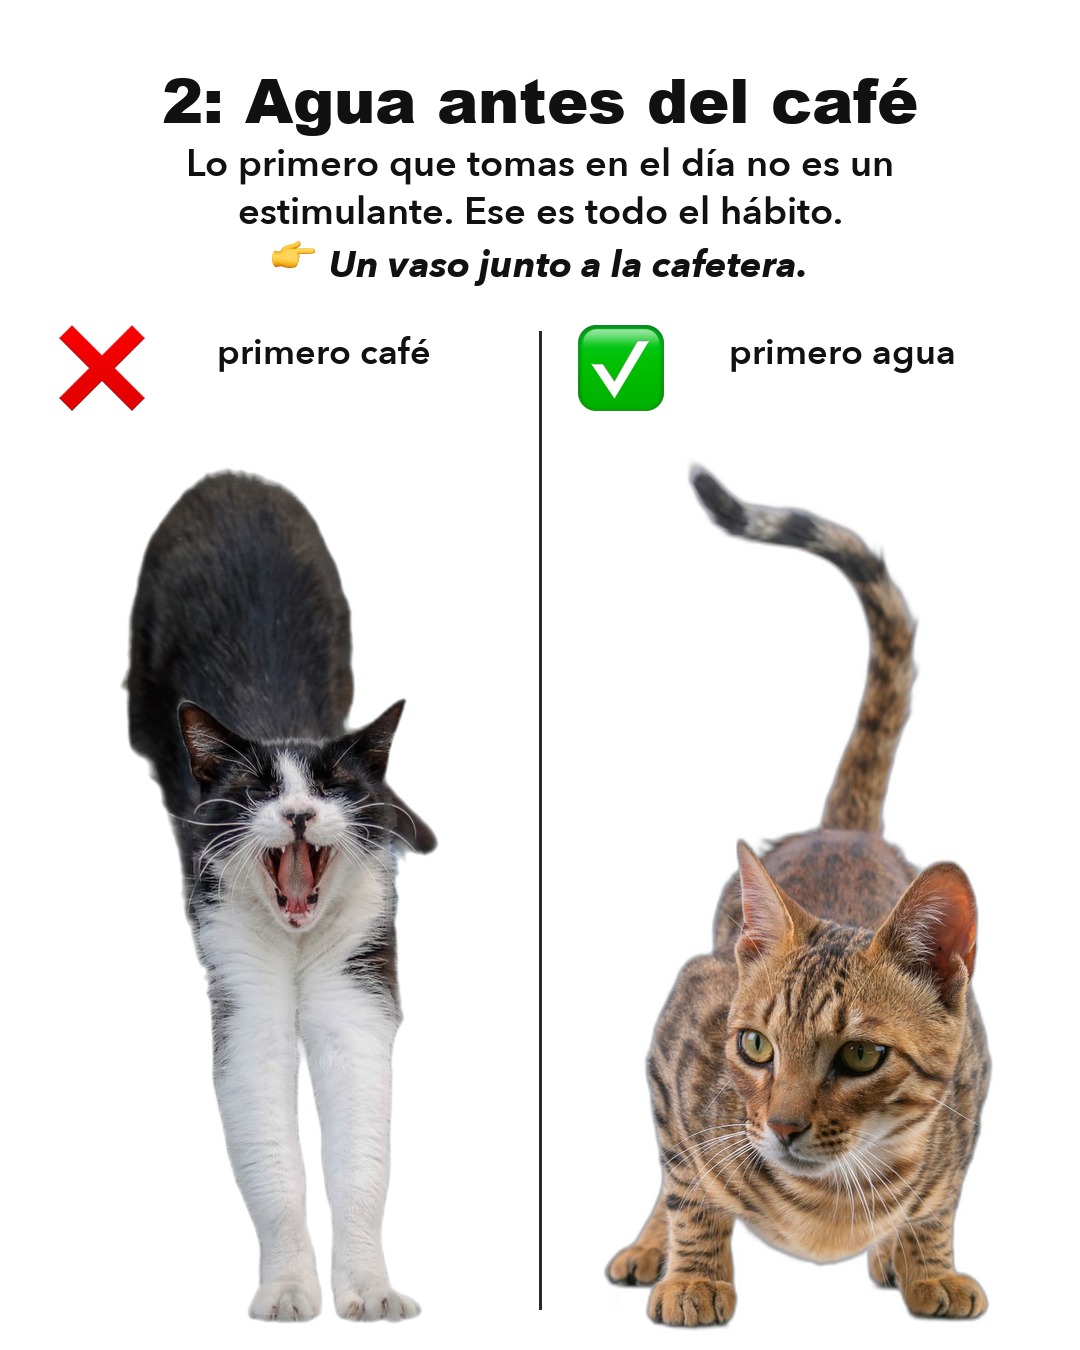 2: Agua antes del café
Lo primero que tomas en el día no es un
estimulante. Ese es todo el hábito.
👉 Un vaso junto a la cafetera.
❌ primero café
✅ primero agua